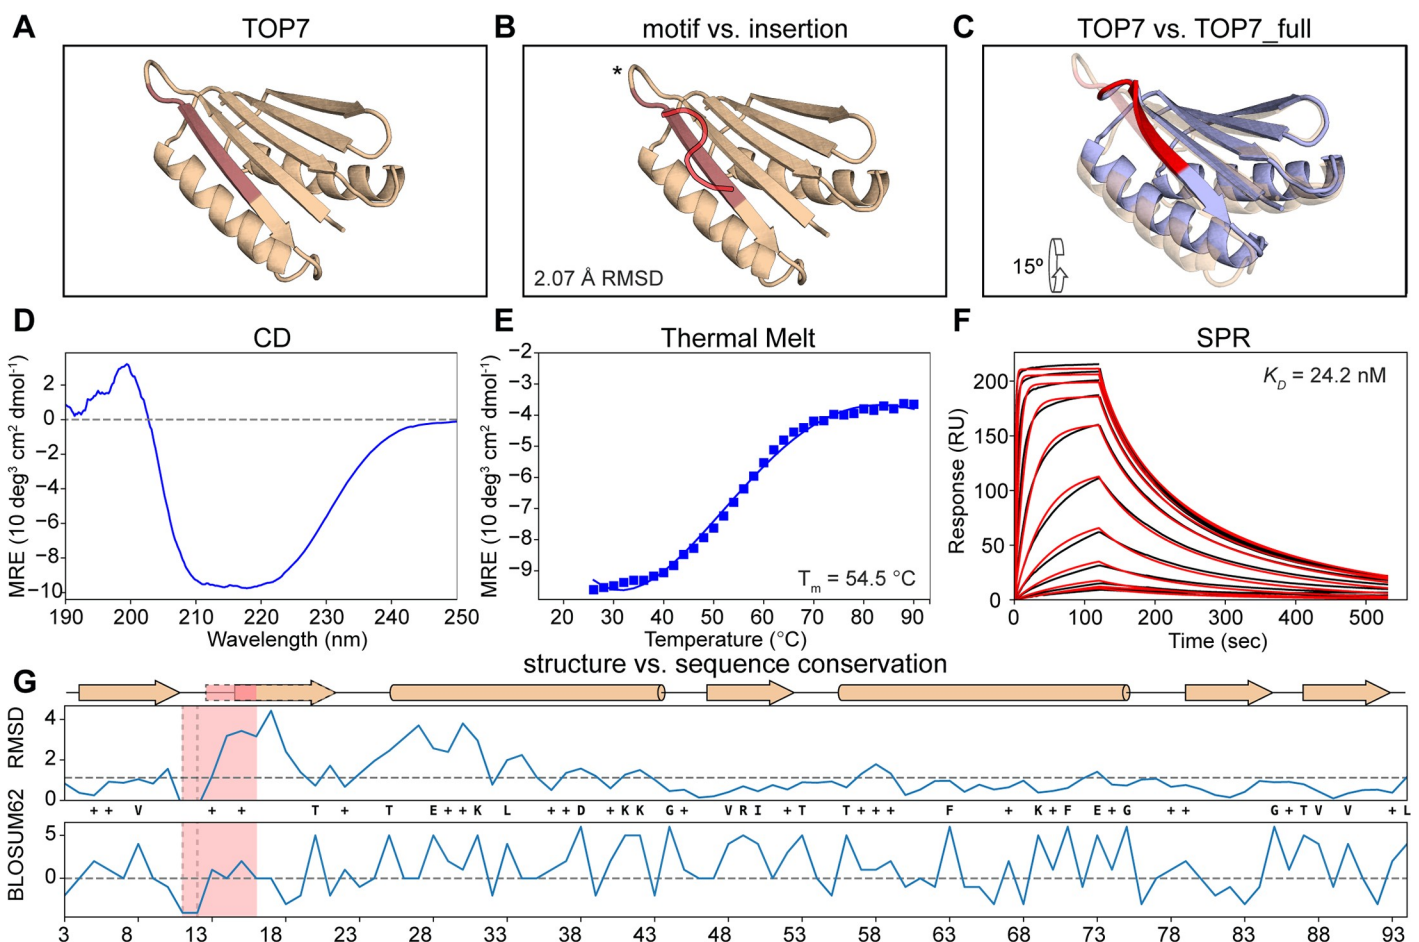 A TOP7
B motif vs. insertion
C TOP7 vs. TOP7_full
*
2.07 Å RMSD
15º
D CD
MRE (10 deg³ cm² dmol⁻¹)
2
0
−2
−4
−6
−8
−10
190 200 210 220 230 240 250
Wavelength (nm)
E Thermal Melt
MRE (10 deg³ cm² dmol⁻¹)
−2
−3
−4
−5
−6
−7
−8
−9
Tm = 54.5 °C
20 30 40 50 60 70 80 90
Temperature (°C)
F SPR
KD = 24.2 nM
Response (RU)
200
150
100
50
0
0 100 200 300 400 500
Time (sec)
G structure vs. sequence conservation
RMSD
4
2
0
+ + V + + T + T E + + K L + + D + K K G + V R I + T T + + + F + K + F E + G + + G + T V V + L
BLOSUM62
5
0
3 8 13 18 23 28 33 38 43 48 53 58 63 68 73 78 83 88 93